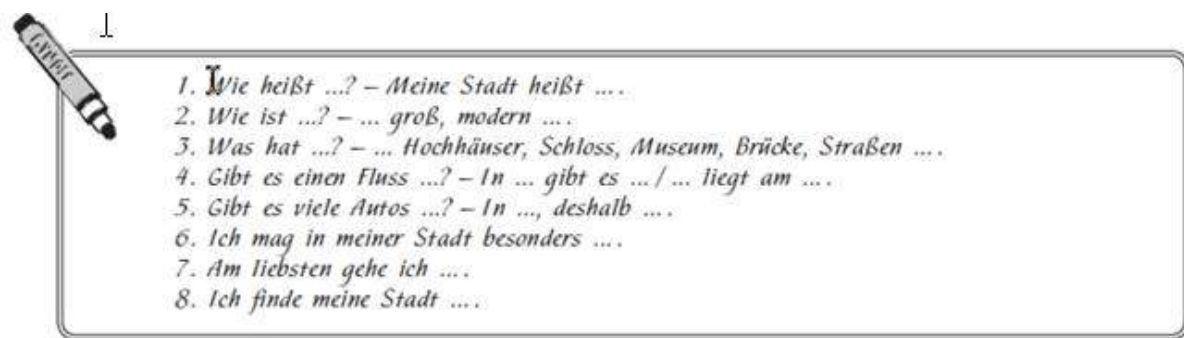 1. Wie heißt ...? – Meine Stadt heißt ... .
2. Wie ist ...? – ... groß, modern ... .
3. Was hat ...? – ... Hochhäuser, Schloss, Museum, Brücke, Straßen ... .
4. Gibt es einen Fluss ...? – In ... gibt es ... / ... liegt am ... .
5. Gibt es viele Autos ...? – In ..., deshalb ... .
6. Ich mag in meiner Stadt besonders ... .
7. Am liebsten gehe ich ... .
8. Ich finde meine Stadt ... .